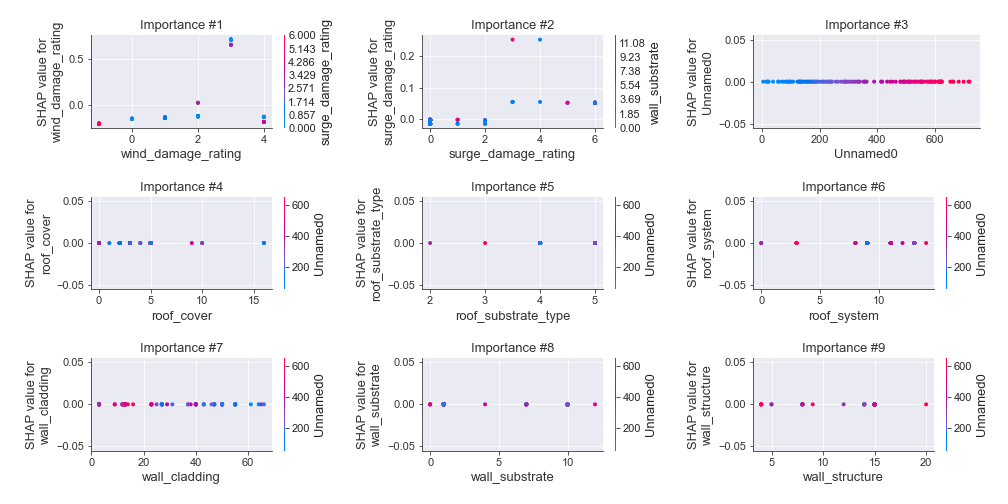 Importance #1
SHAP value for
wind_damage_rating
0.5
0.0
0
2
4
wind_damage_rating
6.000
5.143
4.286
3.429
2.571
1.714
0.857
0.000
surge_damage_rating
Importance #2
SHAP value for
surge_damage_rating
0.2
0.1
0.0
0
2
4
6
surge_damage_rating
11.08
9.23
7.38
5.54
3.69
1.85
0.00
wall_substrate
Importance #3
SHAP value for
Unnamed0
0.05
0.00
−0.05
0
200
400
600
Unnamed0
Importance #4
SHAP value for
roof_cover
0.05
0.00
−0.05
0
5
10
15
roof_cover
600
400
200
Unnamed0
Importance #5
SHAP value for
roof_substrate_type
0.05
0.00
−0.05
2
3
4
5
roof_substrate_type
600
400
200
Unnamed0
Importance #6
SHAP value for
roof_system
0.05
0.00
−0.05
0
10
roof_system
600
400
200
Unnamed0
Importance #7
SHAP value for
wall_cladding
0.05
0.00
−0.05
0
20
40
60
wall_cladding
600
400
200
Unnamed0
Importance #8
SHAP value for
wall_substrate
0.05
0.00
−0.05
0
5
10
wall_substrate
600
400
200
Unnamed0
Importance #9
SHAP value for
wall_structure
0.05
0.00
−0.05
5
10
15
20
wall_structure
600
400
200
Unnamed0